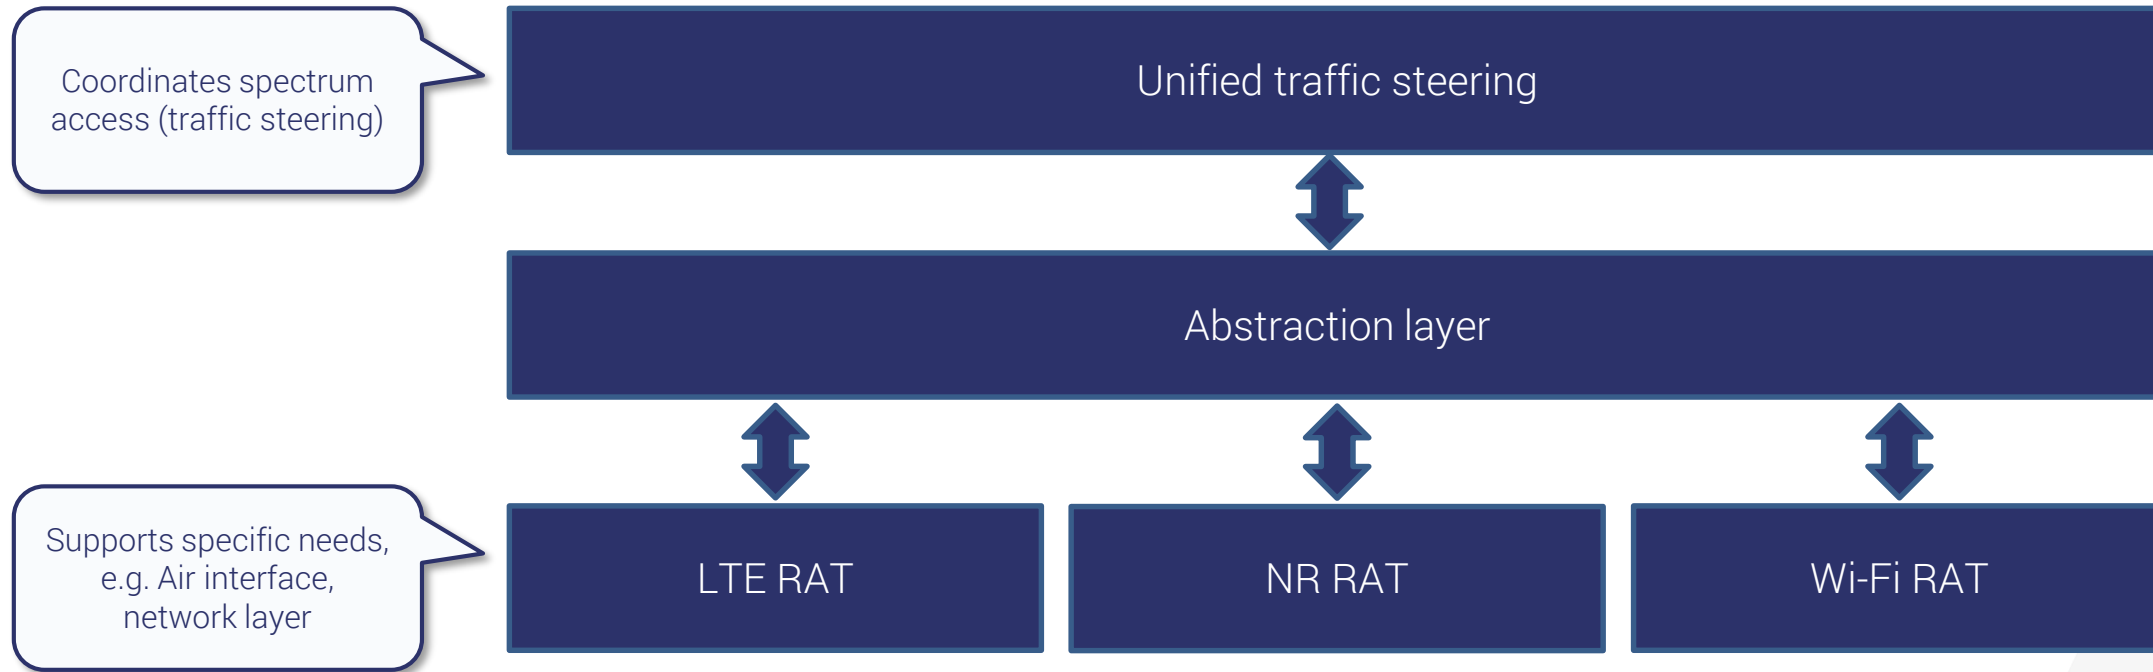 Coordinates spectrum
access (traffic steering)
Unified traffic steering
Abstraction layer
Supports specific needs,
e.g. Air interface,
network layer
LTE RAT
NR RAT
Wi-Fi RAT